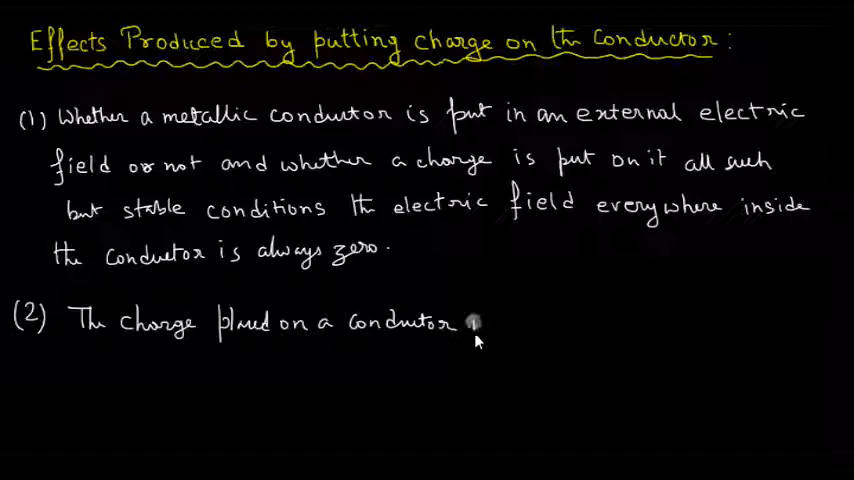 Effects Produced by putting charge on the Conductor:
(1) Whether a metallic conductor is put in an external electric
field or not and whether a charge is put on it all such
but stable conditions the electric field everywhere inside
the conductor is always zero.
(2) The charge placed on a conductor